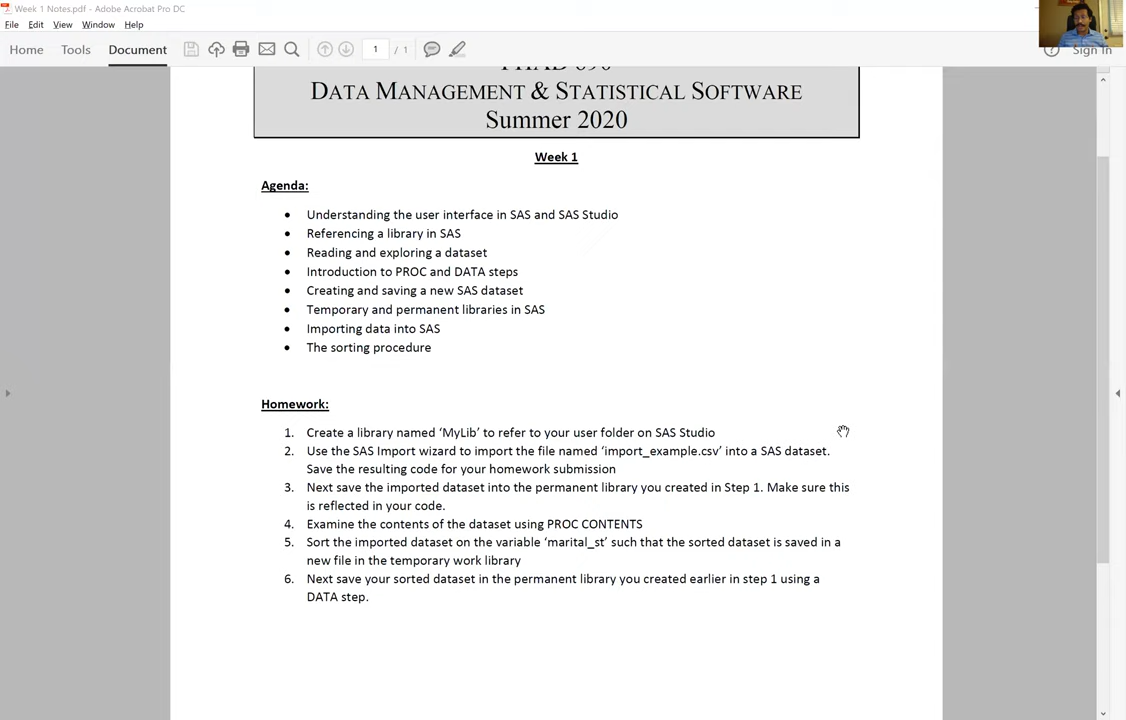 Week 1 Notes.pdf - Adobe Acrobat Pro DC
File Edit View Window Help
Home Tools Document 1 / 1 Sign In
DATA MANAGEMENT & STATISTICAL SOFTWARE
Summer 2020
Week 1
Agenda:
• Understanding the user interface in SAS and SAS Studio
• Referencing a library in SAS
• Reading and exploring a dataset
• Introduction to PROC and DATA steps
• Creating and saving a new SAS dataset
• Temporary and permanent libraries in SAS
• Importing data into SAS
• The sorting procedure
Homework:
1. Create a library named ‘MyLib’ to refer to your user folder on SAS Studio
2. Use the SAS Import wizard to import the file named ‘import_example.csv’ into a SAS dataset.
Save the resulting code for your homework submission
3. Next save the imported dataset into the permanent library you created in Step 1. Make sure this
is reflected in your code.
4. Examine the contents of the dataset using PROC CONTENTS
5. Sort the imported dataset on the variable ‘marital_st’ such that the sorted dataset is saved in a
new file in the temporary work library
6. Next save your sorted dataset in the permanent library you created earlier in step 1 using a
DATA step.